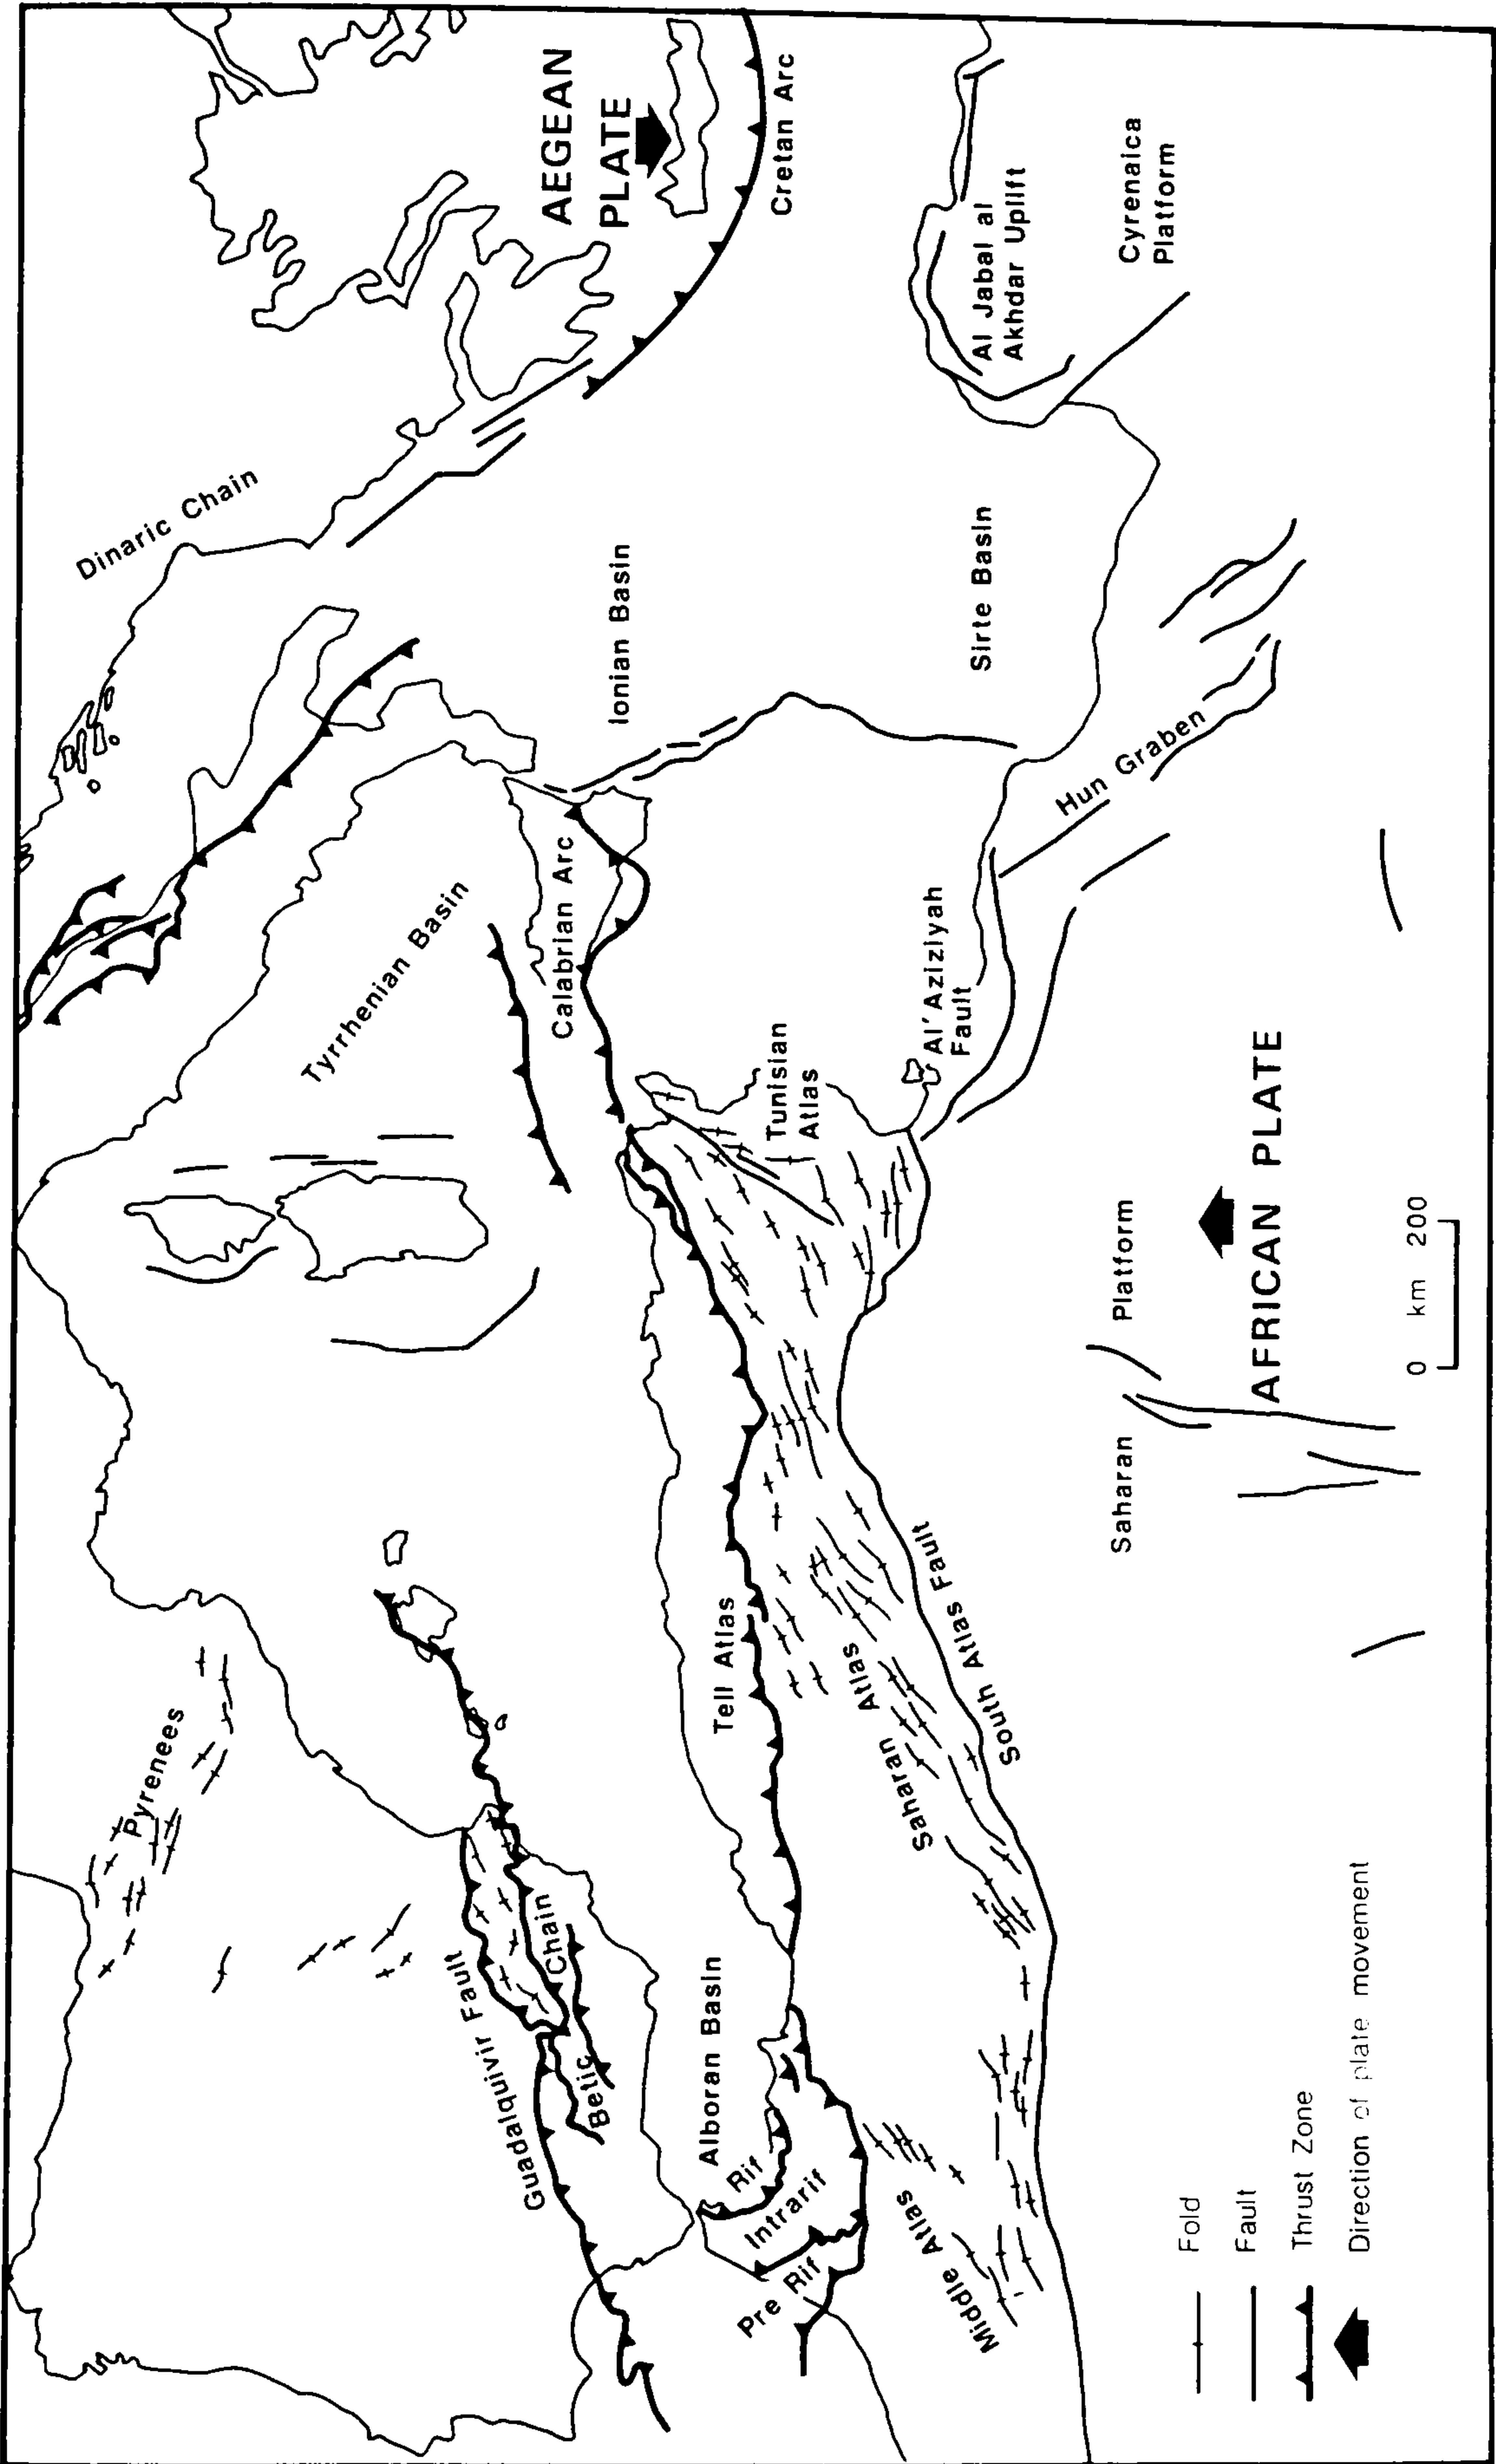 AEGEAN
PLATE
Cretan Arc
Dinaric Chain
Al Jabal al
Akhdar Uplift
Cyrenaica
Platform
Ionian Basin
Sirte Basin
Hun Graben
Tyrrhenian Basin
Calabrian Arc
Al'Aziziyah
Fault
Tunisian
Atlas
Pyrenees
Tell Atlas
Saharan Atlas
South Atlas Fault
Saharan Platform
AFRICAN PLATE
Guadalquivir Fault
Betic Chain
Alboran Basin
Rif
Intrarif
Pre Rif
Middle Atlas
Fold
Fault
Thrust Zone
Direction of plate movement
0 km 200